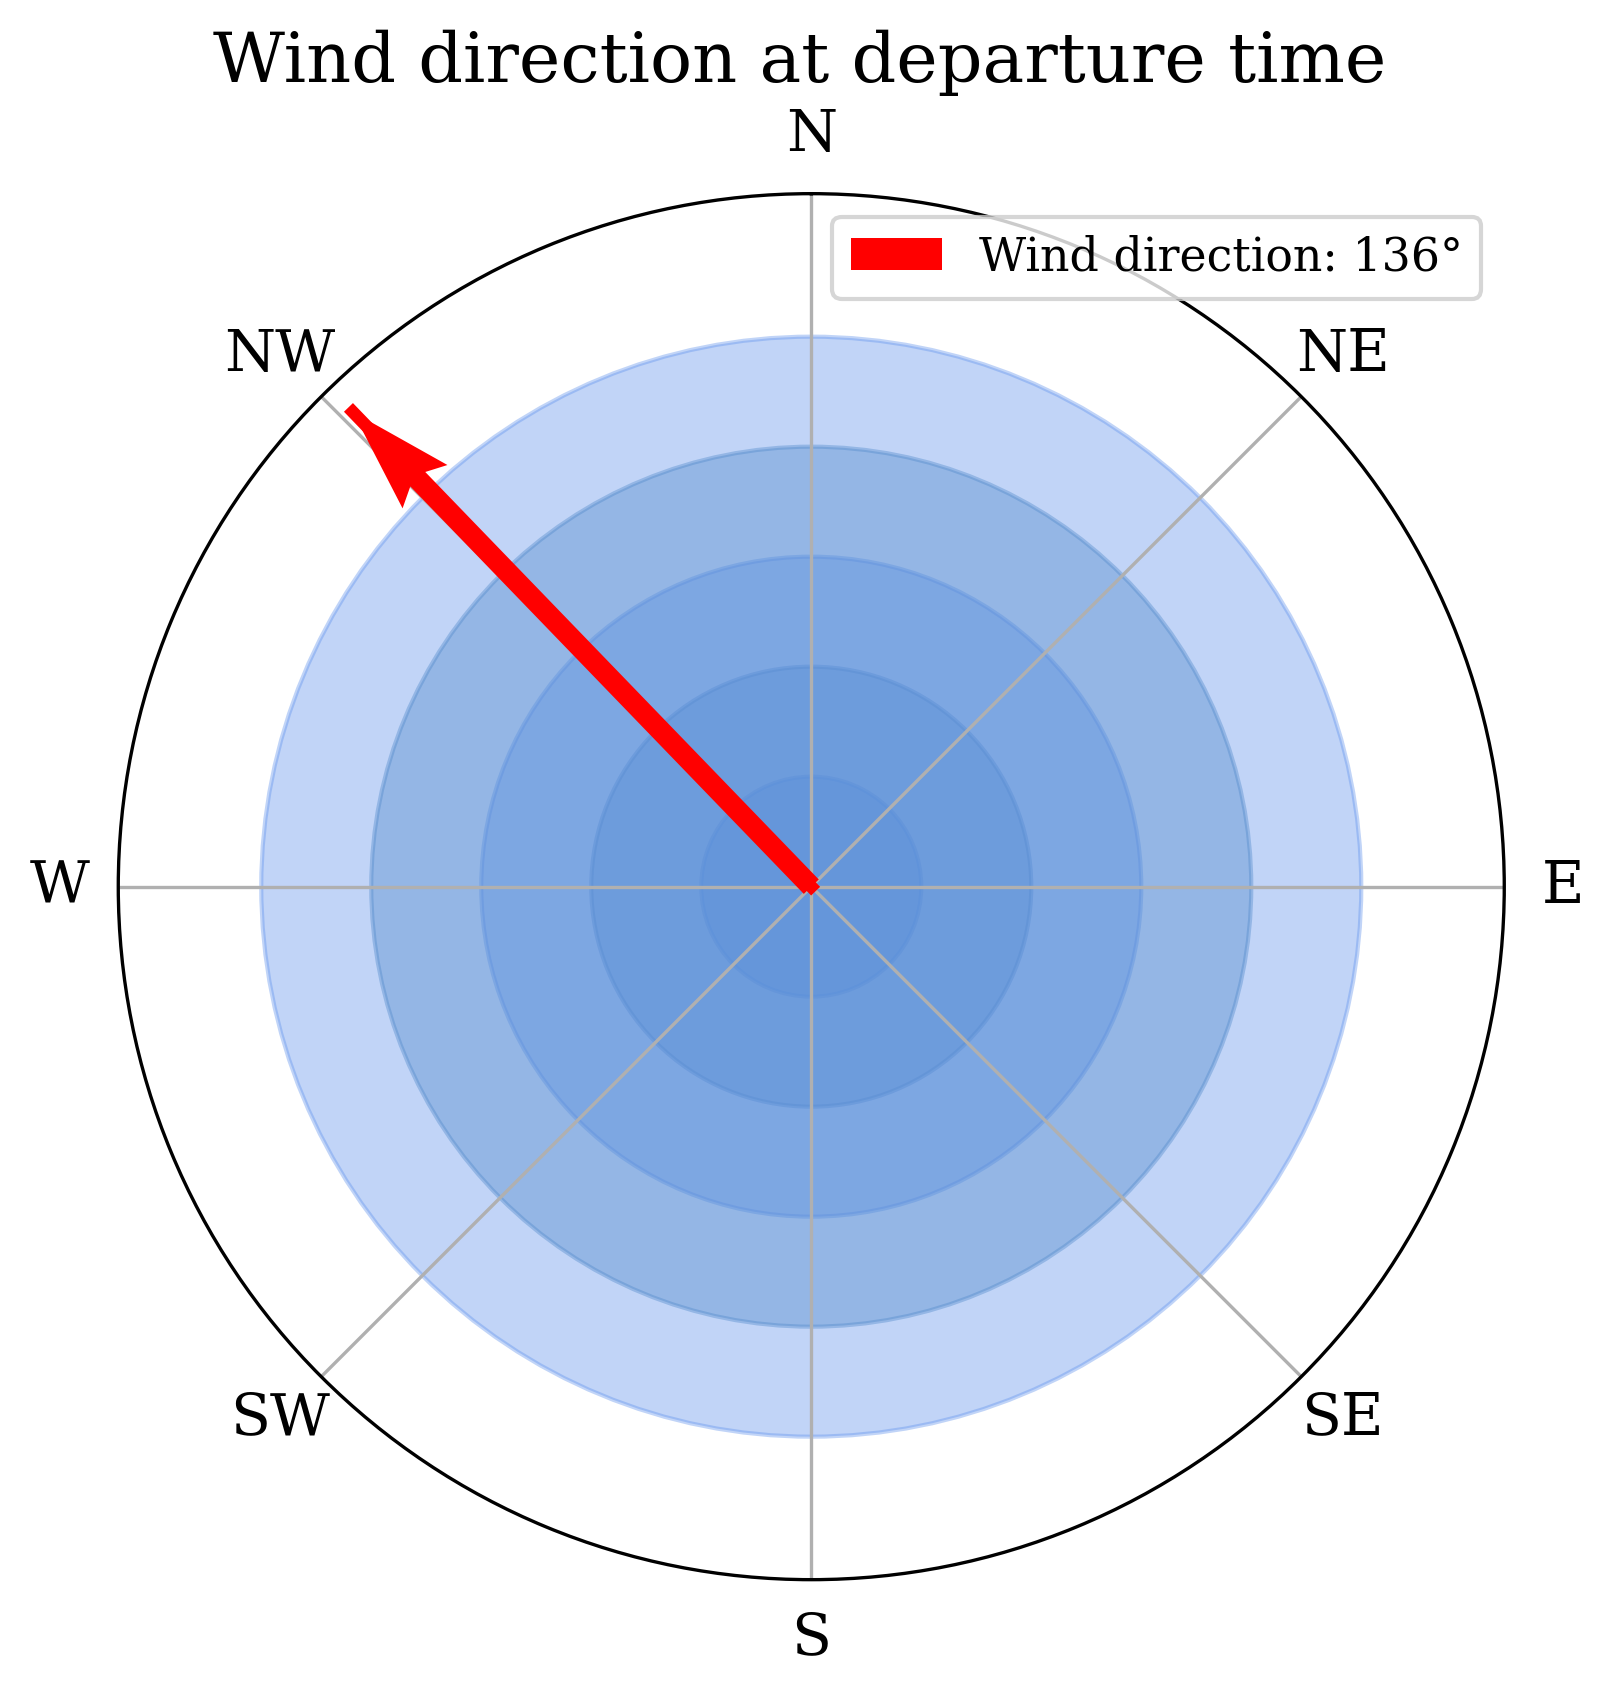 Wind direction at departure time
N
Wind direction: 136°
NW
NE
W
E
SW
SE
S